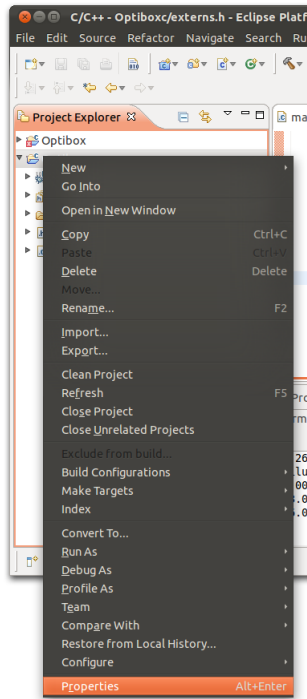 C/C++ - Optiboxc/externs.h - Eclipse Platf
File Edit Source Refactor Navigate Search Ru
Project Explorer
ma
Optibox
New
Go Into
Open in New Window
Copy Ctrl+C
Paste Ctrl+V
Delete Delete
Move...
Rename... F2
Import...
Export...
Clean Project
Refresh F5
Close Project
Close Unrelated Projects
Exclude from build...
Build Configurations
Make Targets
Index
Convert To...
Run As
Debug As
Profile As
Team
Compare With
Restore from Local History...
Configure
Properties Alt+Enter